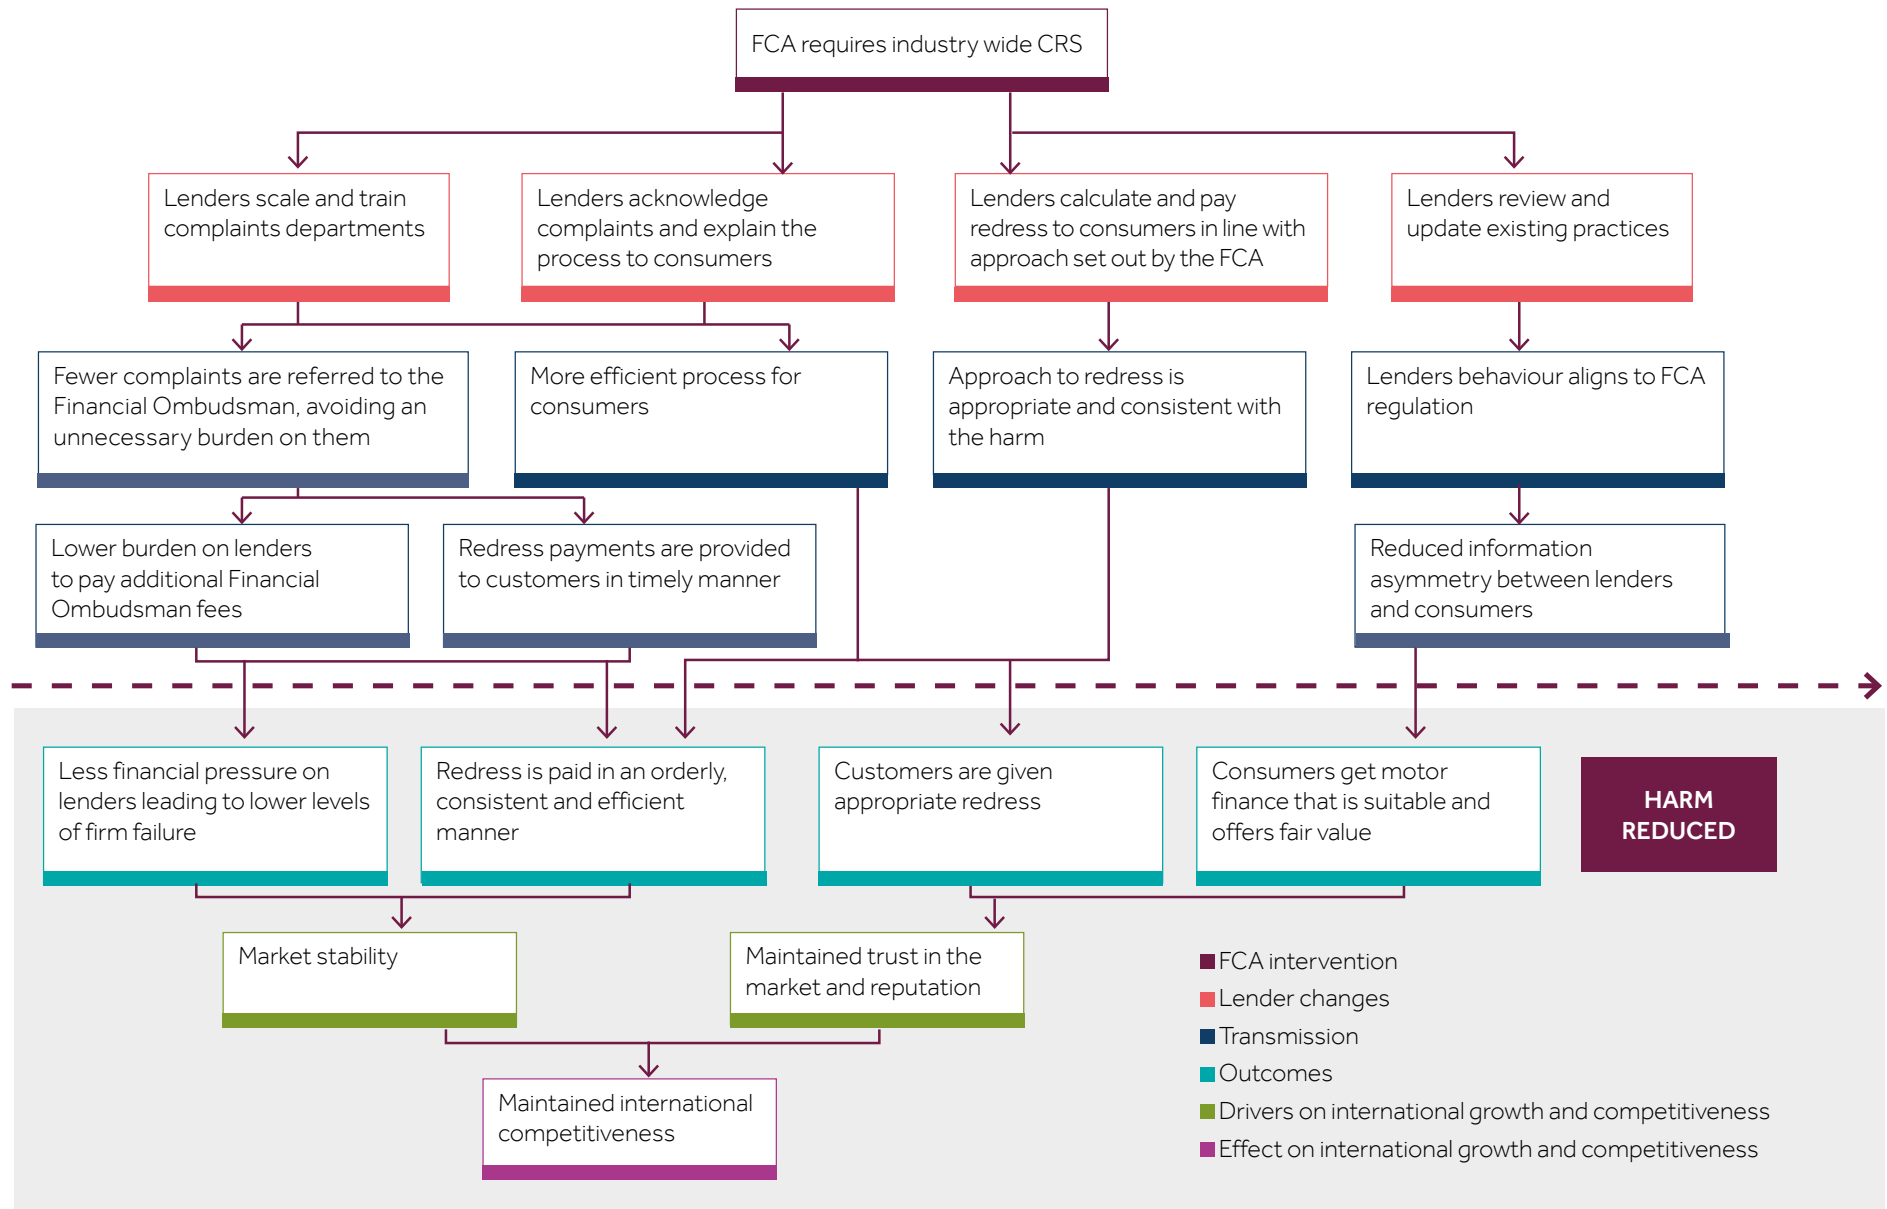 FCA requires industry wide CRS
Lenders scale and train
complaints departments
Lenders acknowledge
complaints and explain the
process to consumers
Lenders calculate and pay
redress to consumers in line with
approach set out by the FCA
Lenders review and
update existing practices
Fewer complaints are referred to the
Financial Ombudsman, avoiding an
unnecessary burden on them
More efficient process for
consumers
Approach to redress is
appropriate and consistent with
the harm
Lenders behaviour aligns to FCA
regulation
Lower burden on lenders
to pay additional Financial
Ombudsman fees
Redress payments are provided
to customers in timely manner
Reduced information
asymmetry between lenders
and consumers
Less financial pressure on
lenders leading to lower levels
of firm failure
Redress is paid in an orderly,
consistent and efficient
manner
Customers are given
appropriate redress
Consumers get motor
finance that is suitable and
offers fair value
HARM
REDUCED
Market stability
Maintained trust in the
market and reputation
Maintained international
competitiveness
FCA intervention
Lender changes
Transmission
Outcomes
Drivers on international growth and competitiveness
Effect on international growth and competitiveness